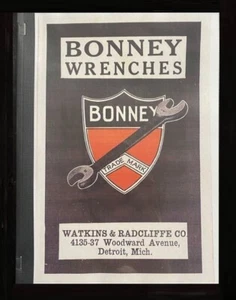 BONNEY
WRENCHES
BONNEY
TRADE MARK
WATKINS & RADCLIFFE CO.
4135-37 Woodward Avenue,
Detroit, Mich.